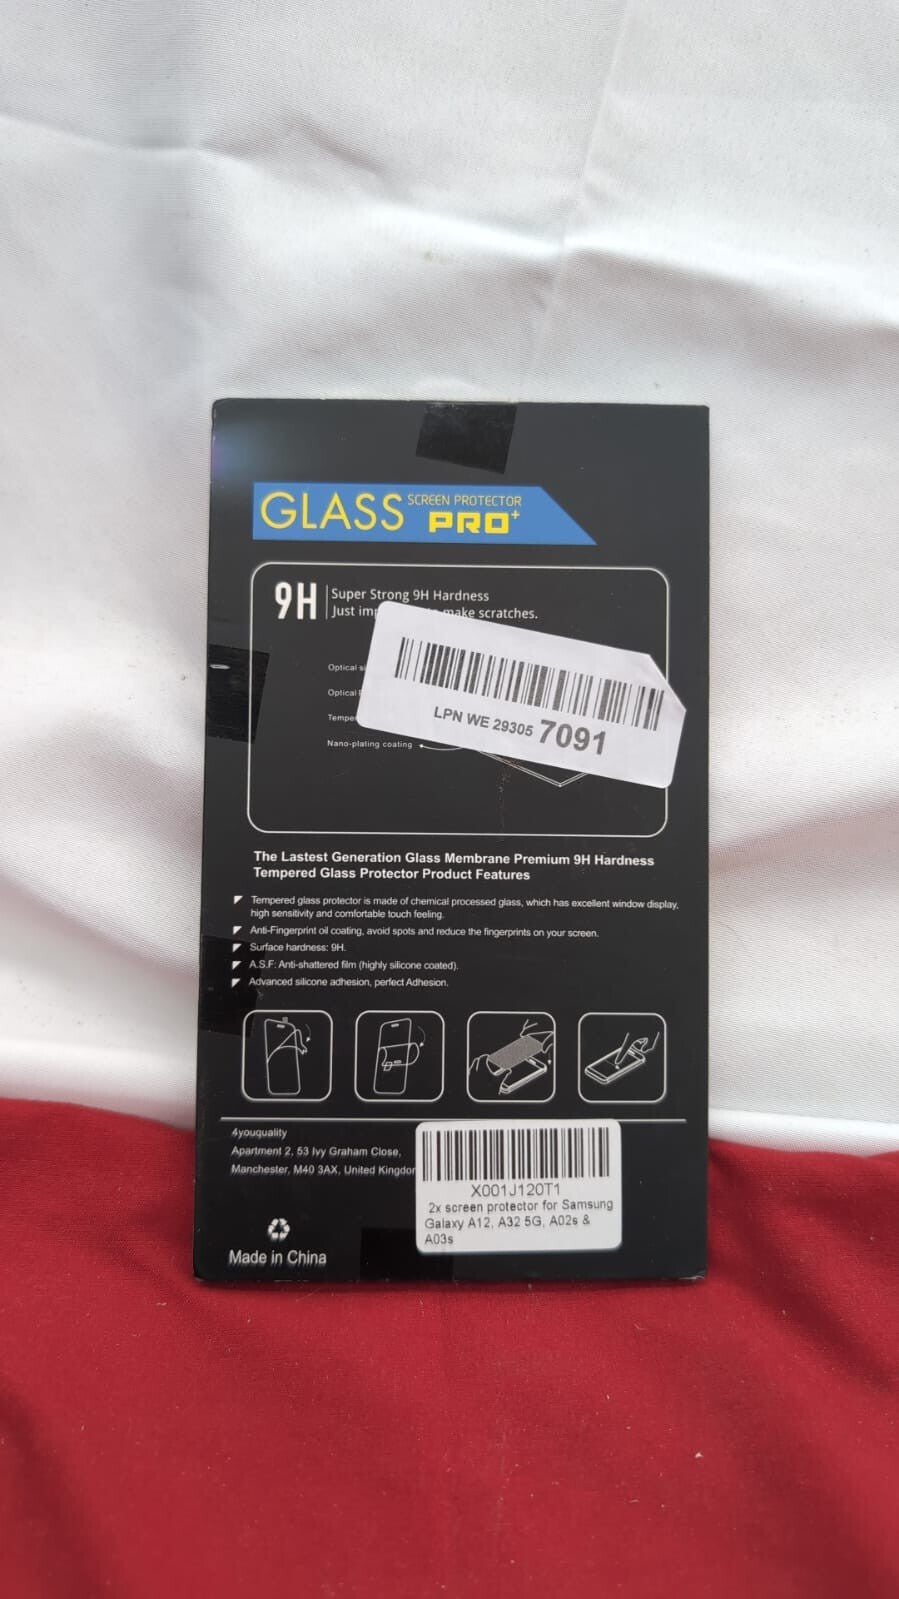 GLASS SCREEN PROTECTOR
PRO+
9H Super Strong 9H Hardness
Just make scratches.
Optical
Optical
Nano-plating coating
LPN WE 29305 7091
The Lastest Generation Glass Membrane Premium 9H Hardness
Tempered Glass Protector Product Features
Tempered glass protector is made of chemical processed glass, which has excellent window display,
high sensitivity and comfortable touch feeling.
Anti-Fingerprint oil coating, avoid spots and reduce the fingerprints on your screen.
Surface hardness: 9H.
A.S.F: Anti-shattered film (highly silicone coated).
Advanced silicone adhesion, perfect Adhesion.
4youquality
Apartment 2, 53 Ivy Graham Close,
Manchester, M40 3AX, United Kingdom
Made in China
X001J120T1
2x screen protector for Samsung
Galaxy A12, A32 5G, A02s &
A03s